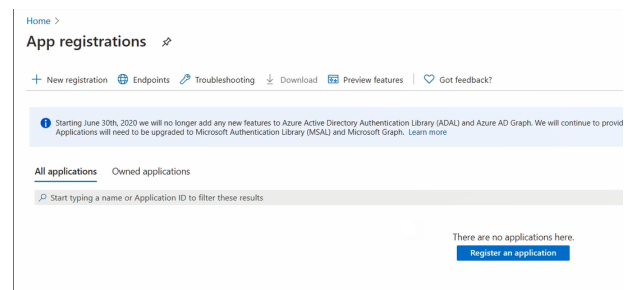 Home >
App registrations
New registration Endpoints Troubleshooting Download Preview features Got feedback?
Starting June 30th, 2020 we will no longer add any new features to Azure Active Directory Authentication Library (ADAL) and Azure AD Graph. We will continue to provid
Applications will need to be upgraded to Microsoft Authentication Library (MSAL) and Microsoft Graph. Learn more
All applications Owned applications
Start typing a name or Application ID to filter these results
There are no applications here.
Register an application